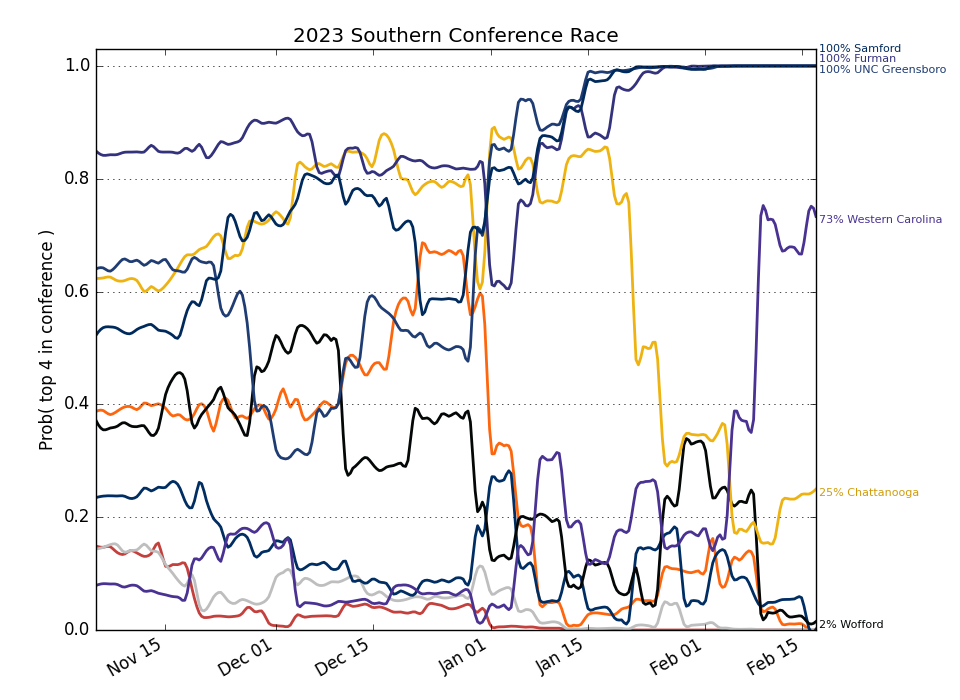 2023 Southern Conference Race
100% Samford
100% Furman
100% UNC Greensboro
73% Western Carolina
25% Chattanooga
2% Wofford
Prob( top 4 in conference )
1.0
0.8
0.6
0.4
0.2
0.0
Nov 15
Dec 01
Dec 15
Jan 01
Jan 15
Feb 01
Feb 15